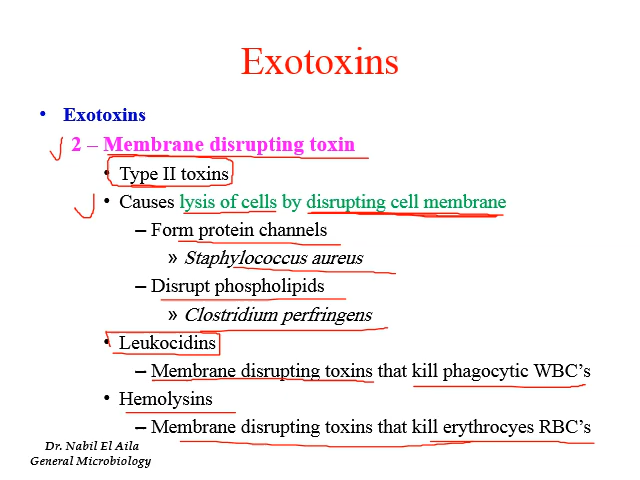 Exotoxins
• Exotoxins
2 – Membrane disrupting toxin
• Type II toxins
• Causes lysis of cells by disrupting cell membrane
– Form protein channels
» Staphylococcus aureus
– Disrupt phospholipids
» Clostridium perfringens
• Leukocidins
– Membrane disrupting toxins that kill phagocytic WBC’s
• Hemolysins
– Membrane disrupting toxins that kill erythrocyes RBC’s
Dr. Nabil El Aila
General Microbiology